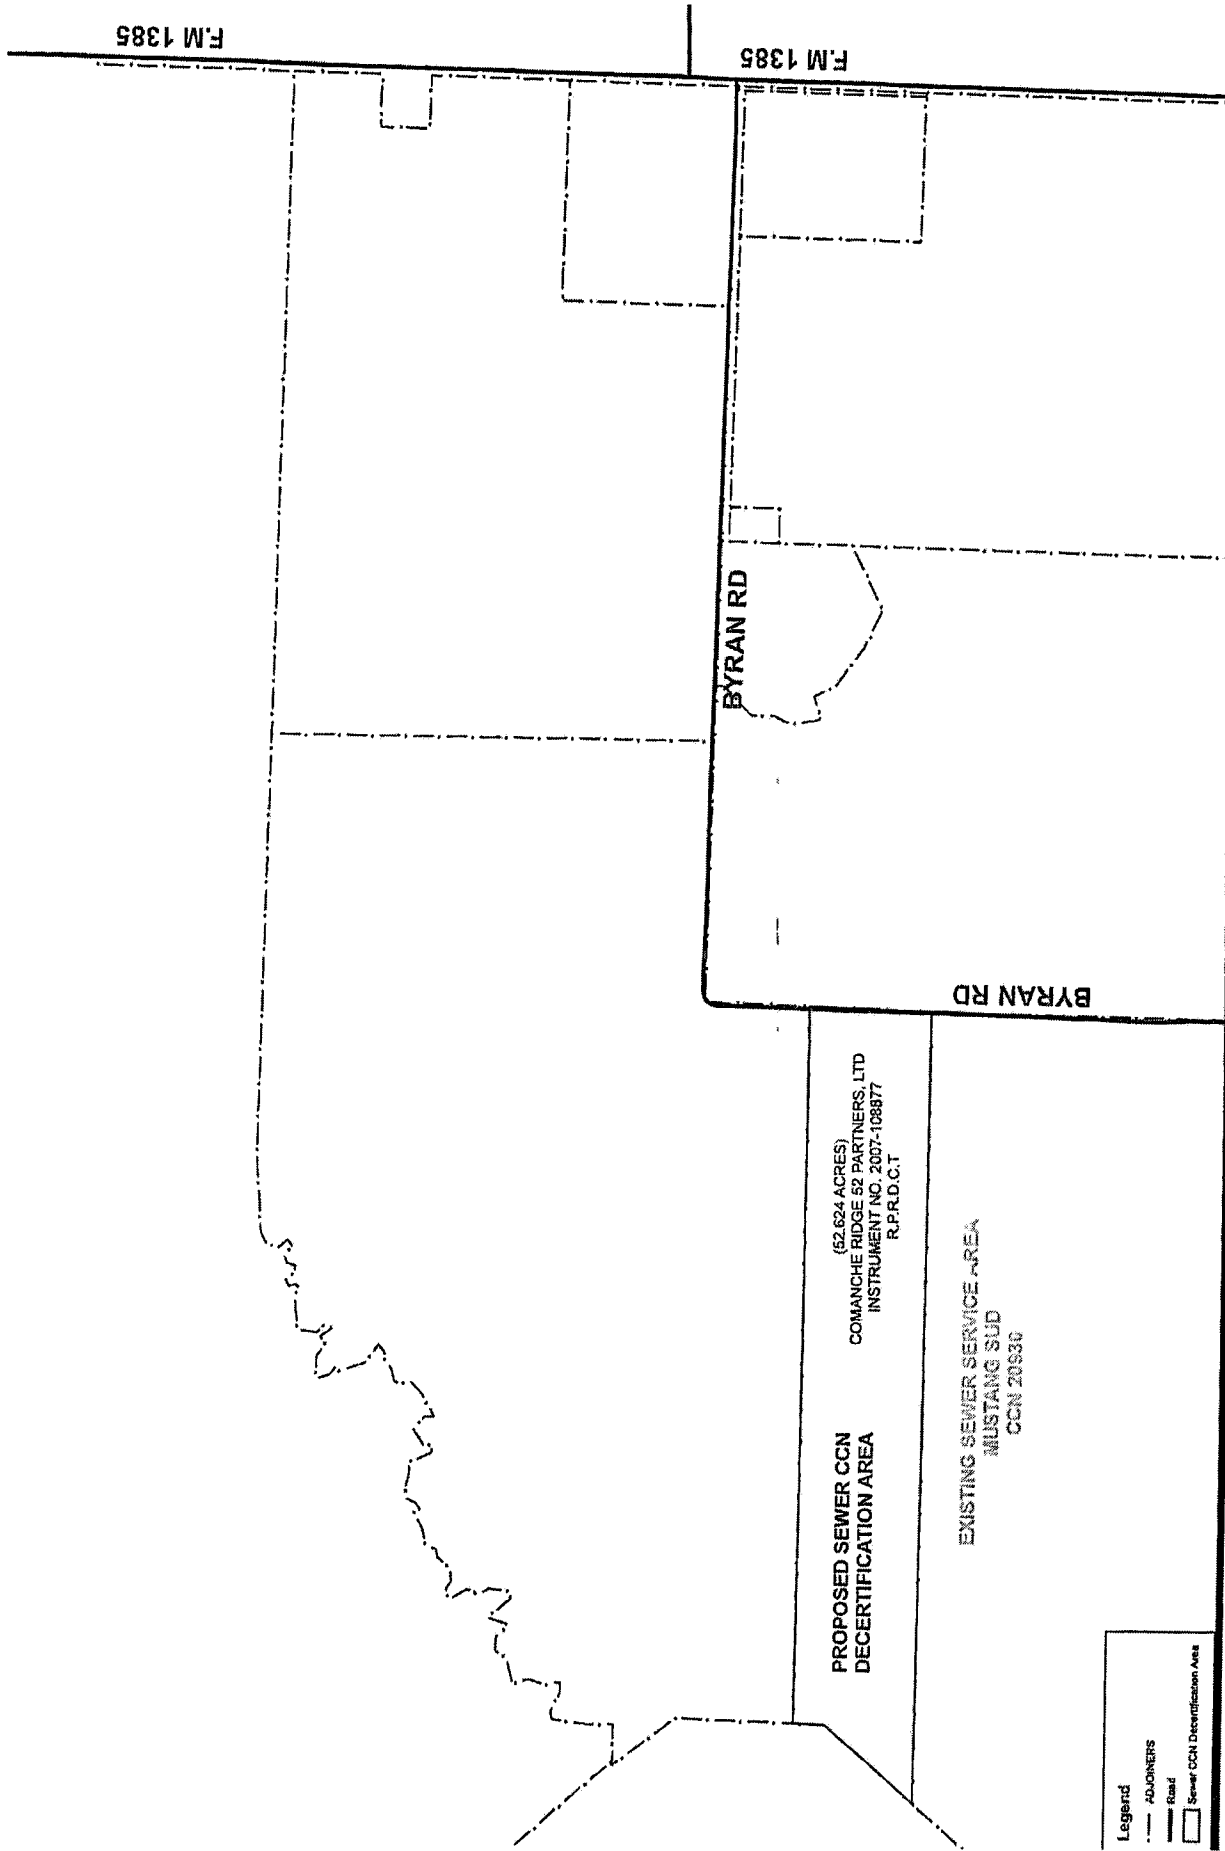 F.M 1385
F.M 1385
BYRAN RD
BYRAN RD
(52.624 ACRES)
COMANCHE RIDGE 52 PARTNERS, LTD
INSTRUMENT NO. 2007-108877
R.P.R.D.C.T
PROPOSED SEWER CCN
DECERTIFICATION AREA
EXISTING SEWER SERVICE AREA
MUSTANG SUD
CCN 20930
Legend
ADJOINERS
Road
Sewer CCN Decertification Area